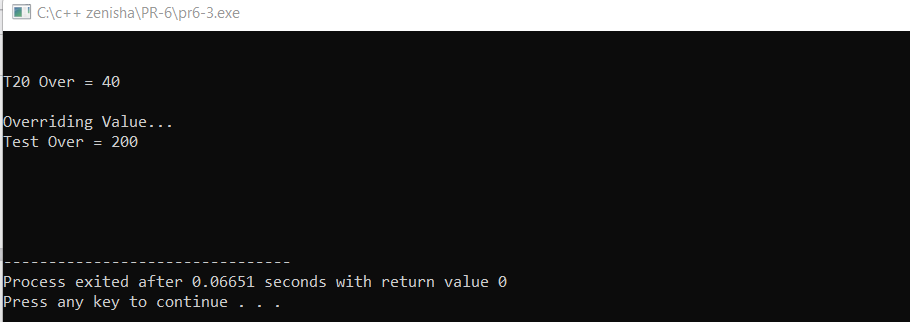 C:\c++ zenisha\PR-6\pr6-3.exe
T20 Over = 40
Overriding Value...
Test Over = 200
--------------------------------
Process exited after 0.06651 seconds with return value 0
Press any key to continue . . .